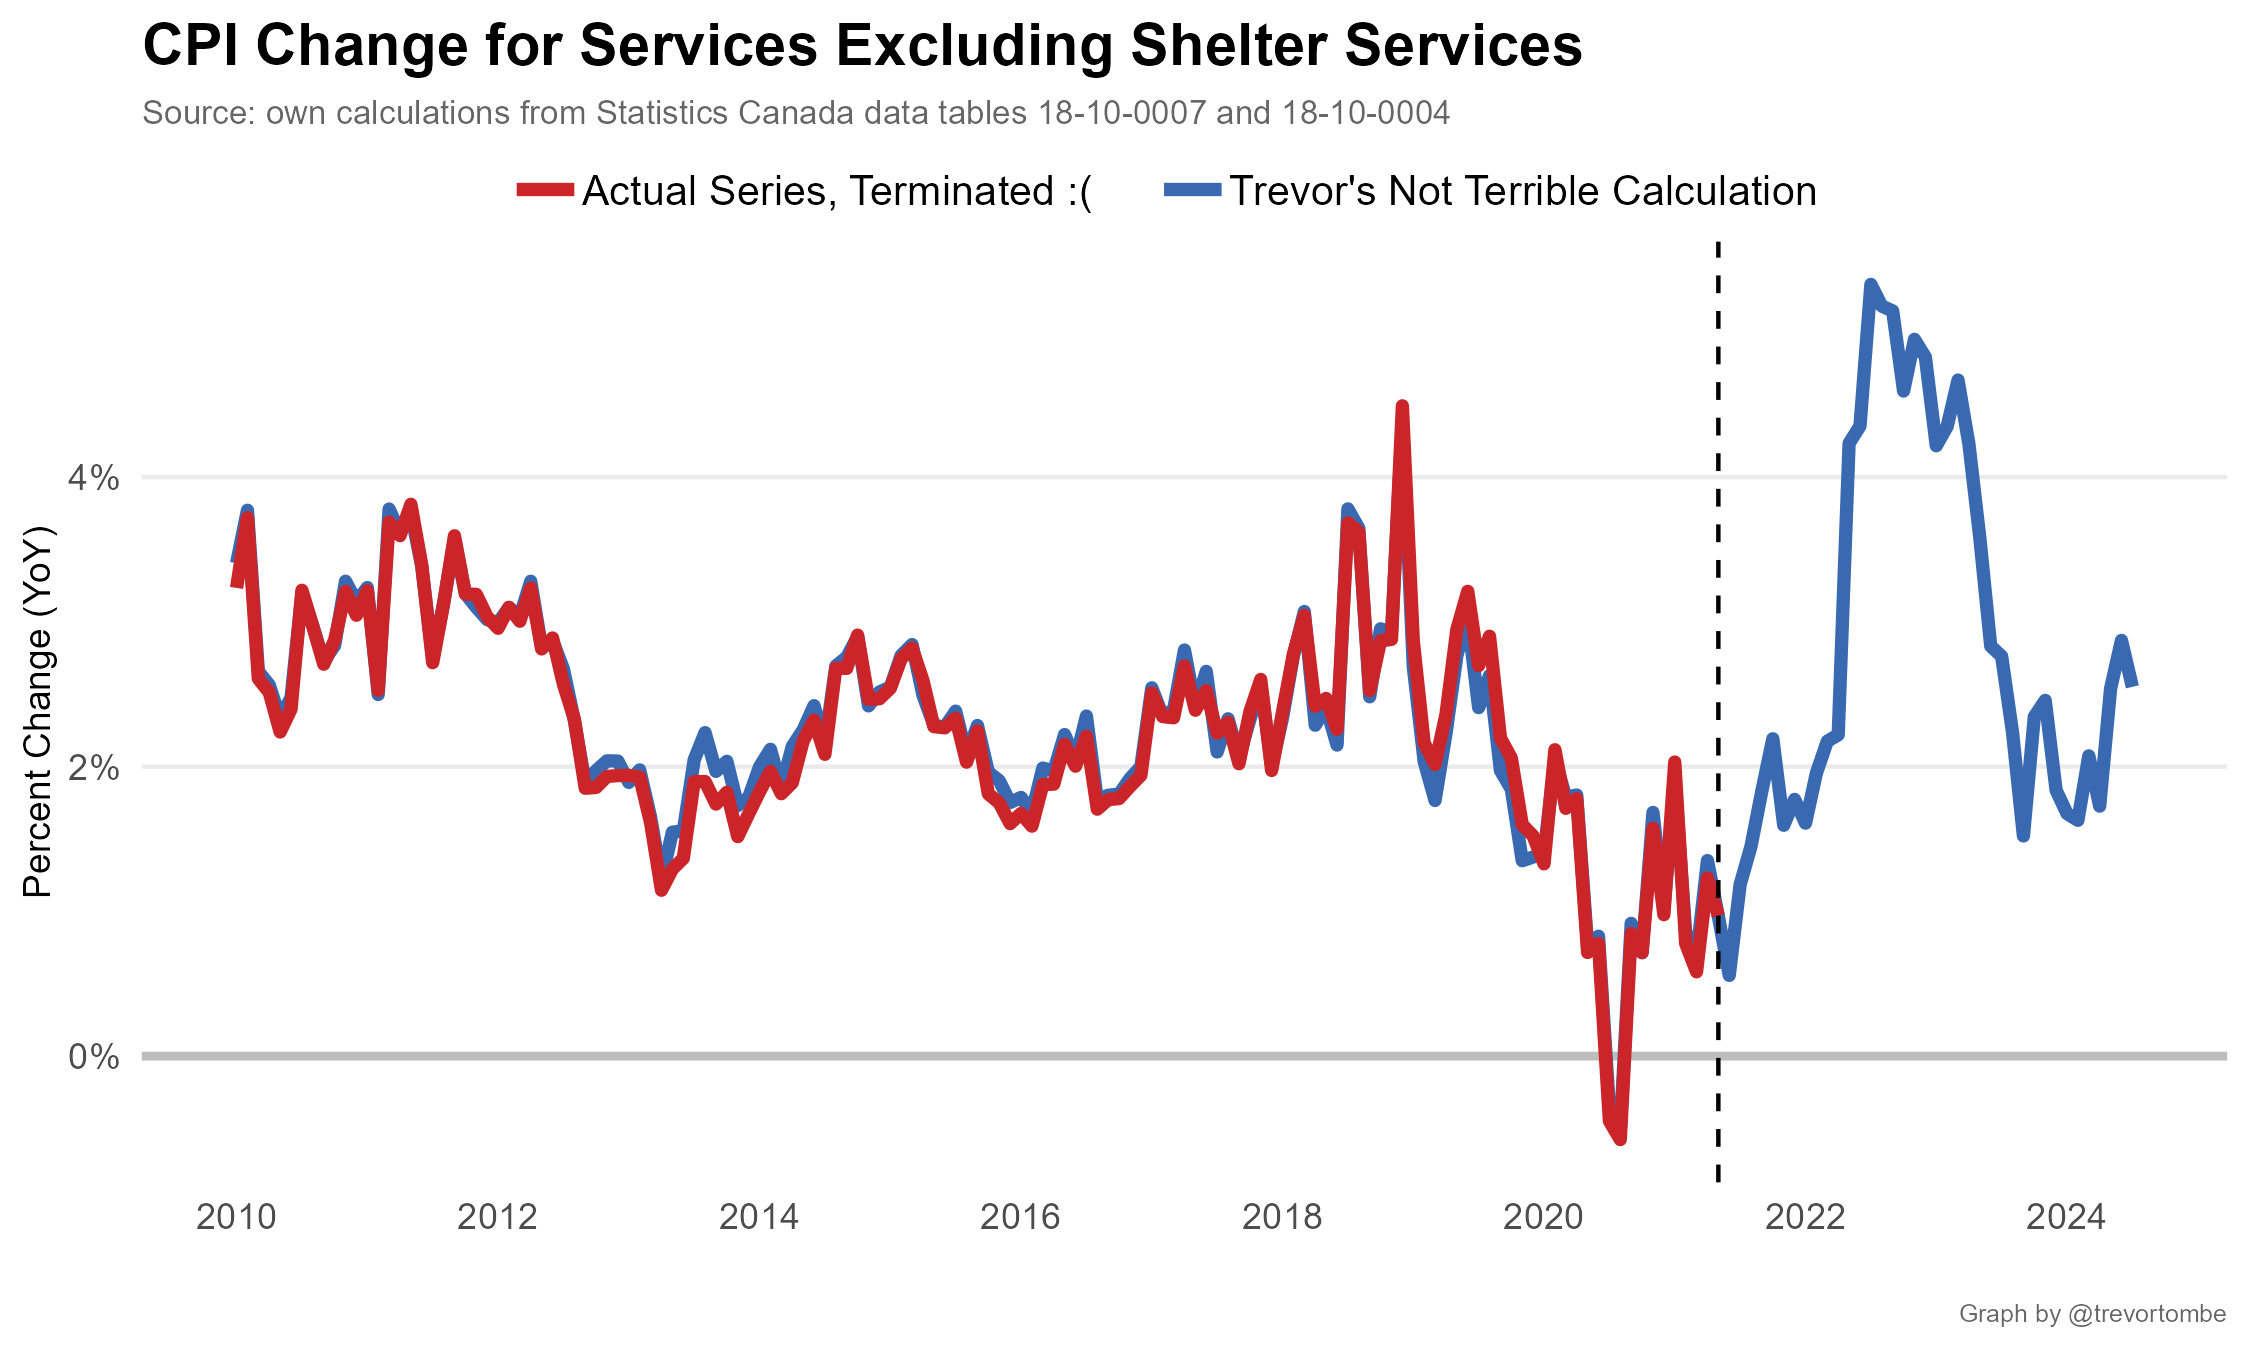 CPI Change for Services Excluding Shelter Services
Source: own calculations from Statistics Canada data tables 18-10-0007 and 18-10-0004
Actual Series, Terminated :(
Trevor's Not Terrible Calculation
Percent Change (YoY)
4%
2%
0%
2010
2012
2014
2016
2018
2020
2022
2024
Graph by @trevortombe